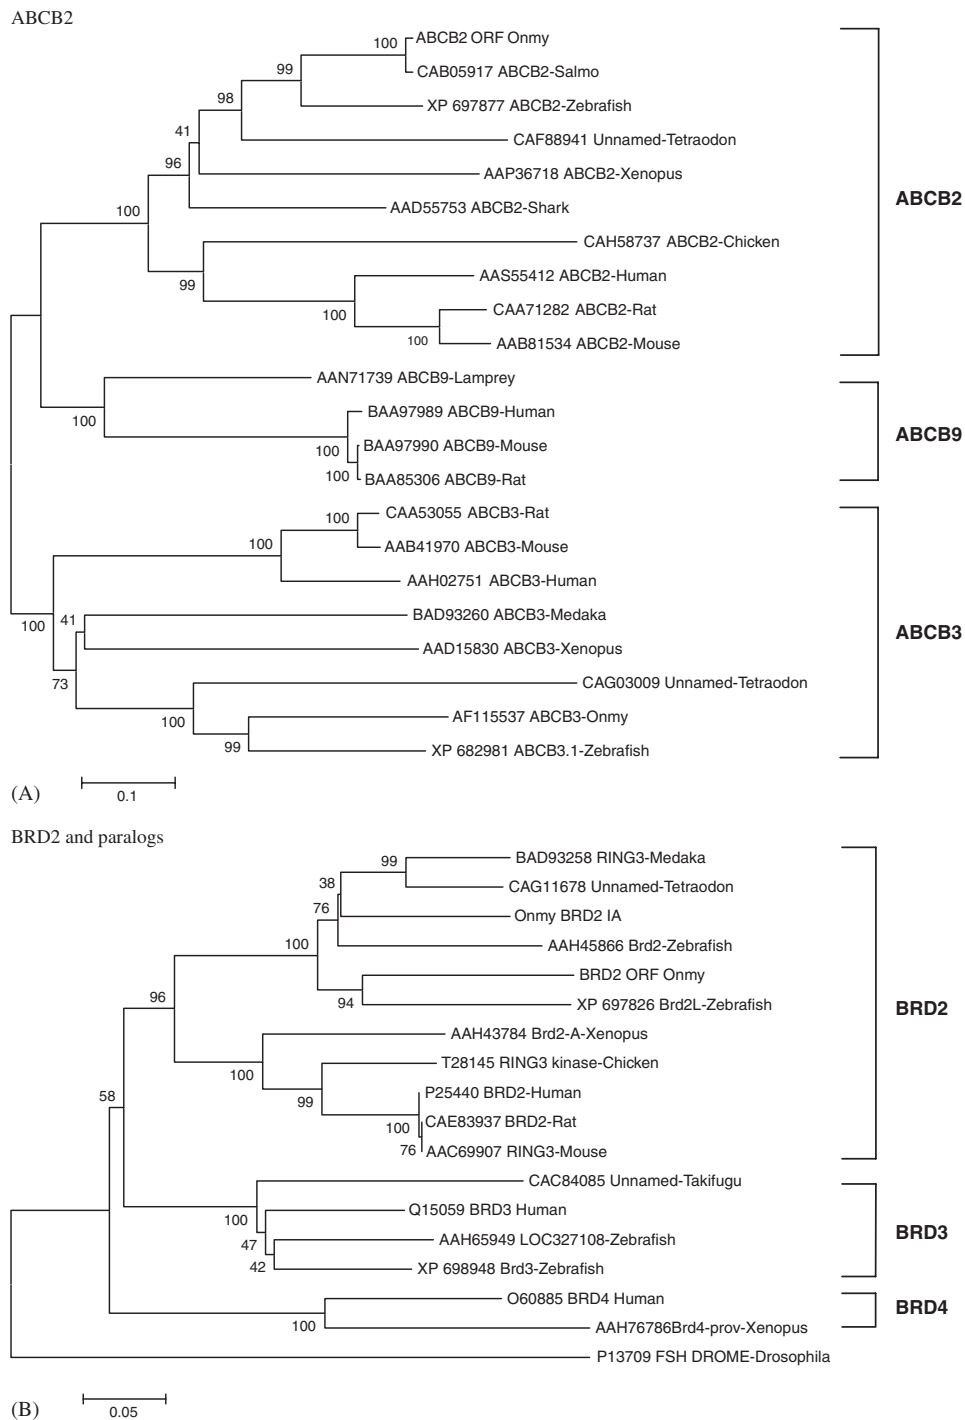 ABCB2
100
ABCB2 ORF Onmy
99
CAB05917 ABCB2-Salmo
98
XP 697877 ABCB2-Zebrafish
41
CAF88941 Unnamed-Tetraodon
96
AAP36718 ABCB2-Xenopus
ABCB2
100
AAD55753 ABCB2-Shark
CAH58737 ABCB2-Chicken
99
AAS55412 ABCB2-Human
100
CAA71282 ABCB2-Rat
100
AAB81534 ABCB2-Mouse
AAN71739 ABCB9-Lamprey
100
BAA97989 ABCB9-Human
ABCB9
100
BAA97990 ABCB9-Mouse
100
BAA85306 ABCB9-Rat
100
CAA53055 ABCB3-Rat
100
AAB41970 ABCB3-Mouse
AAH02751 ABCB3-Human
100
41
BAD93260 ABCB3-Medaka
ABCB3
AAD15830 ABCB3-Xenopus
73
CAG03009 Unnamed-Tetraodon
100
AF115537 ABCB3-Onmy
99
XP 682981 ABCB3.1-Zebrafish
(A)
0.1
BRD2 and paralogs
99
BAD93258 RING3-Medaka
38
CAG11678 Unnamed-Tetraodon
76
Onmy BRD2 IA
100
AAH45866 Brd2-Zebrafish
BRD2 ORF Onmy
96
94
XP 697826 Brd2L-Zebrafish
BRD2
AAH43784 Brd2-A-Xenopus
100
T28145 RING3 kinase-Chicken
99
P25440 BRD2-Human
58
100
CAE83937 BRD2-Rat
76
AAC69907 RING3-Mouse
CAC84085 Unnamed-Takifugu
100
Q15059 BRD3 Human
BRD3
47
AAH65949 LOC327108-Zebrafish
42
XP 698948 Brd3-Zebrafish
O60885 BRD4 Human
BRD4
100
AAH76786Brd4-prov-Xenopus
P13709 FSH DROME-Drosophila
(B)
0.05